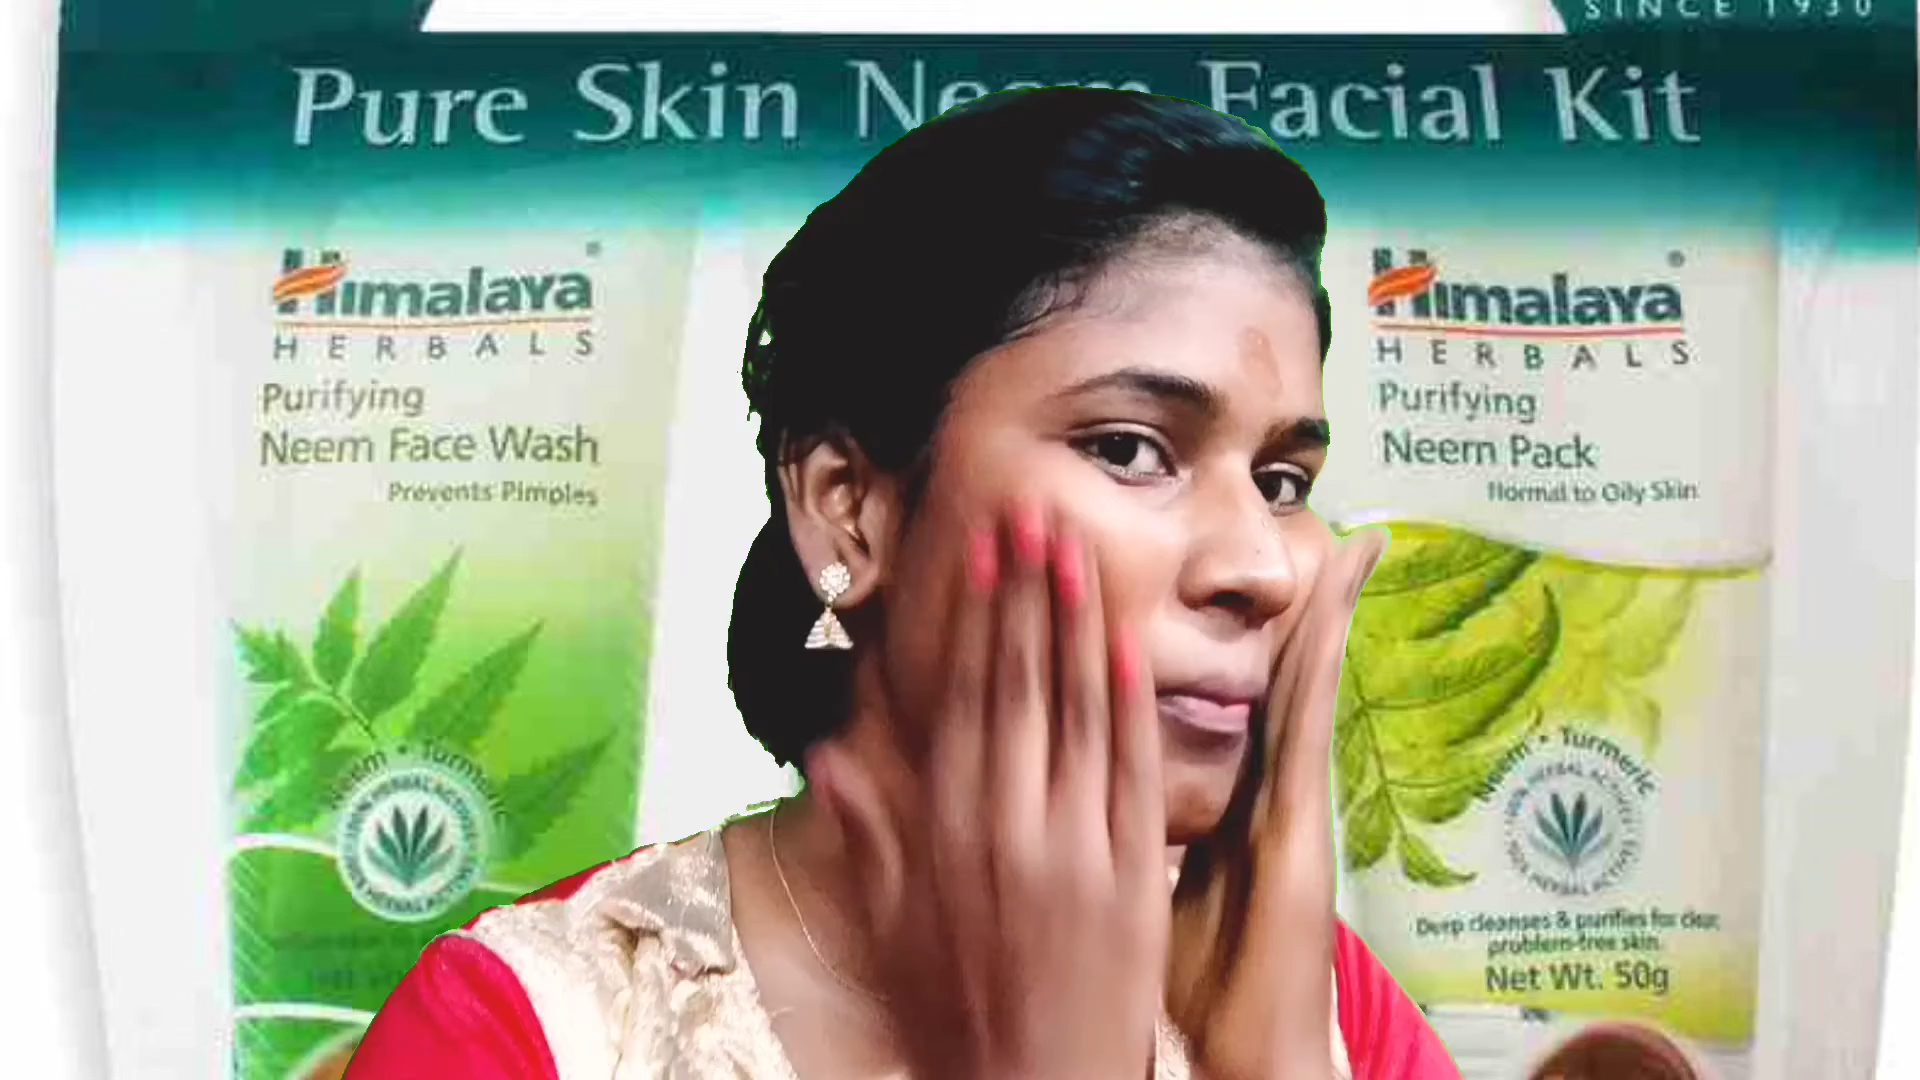 SINCE 1930
Pure Skin Neem Facial Kit
Himalaya
HERBALS
Purifying
Neem Face Wash
Prevents Pimples
Neem • Turmeric
Himalaya
HERBALS
Purifying
Neem Pack
Normal to Oily Skin
Neem • Turmeric
Deep cleanses & purifies for clear,
problem-free skin.
Net Wt. 50g